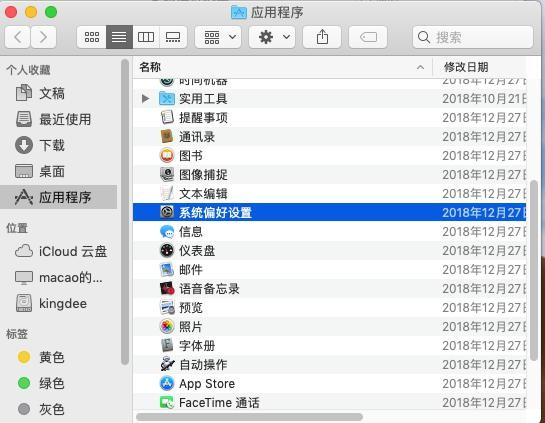 应用程序
搜索
个人收藏
文稿
最近使用
下载
桌面
应用程序
位置
iCloud 云盘
macao的...
kingdee
标签
黄色
绿色
灰色
名称 修改日期
时间机器 2018年12月27日
实用工具 2018年10月21日
提醒事项 2018年12月27日
通讯录 2018年12月27日
图书 2018年12月27日
图像捕捉 2018年12月27日
文本编辑 2018年12月27日
系统偏好设置 2018年12月27日
信息 2018年12月27日
仪表盘 2018年12月27日
邮件 2018年12月27日
语音备忘录 2018年12月27日
预览 2018年12月27日
照片 2018年12月27日
字体册 2018年12月27日
自动操作 2018年12月27日
App Store 2018年12月27日
FaceTime 通话 2018年12月27日